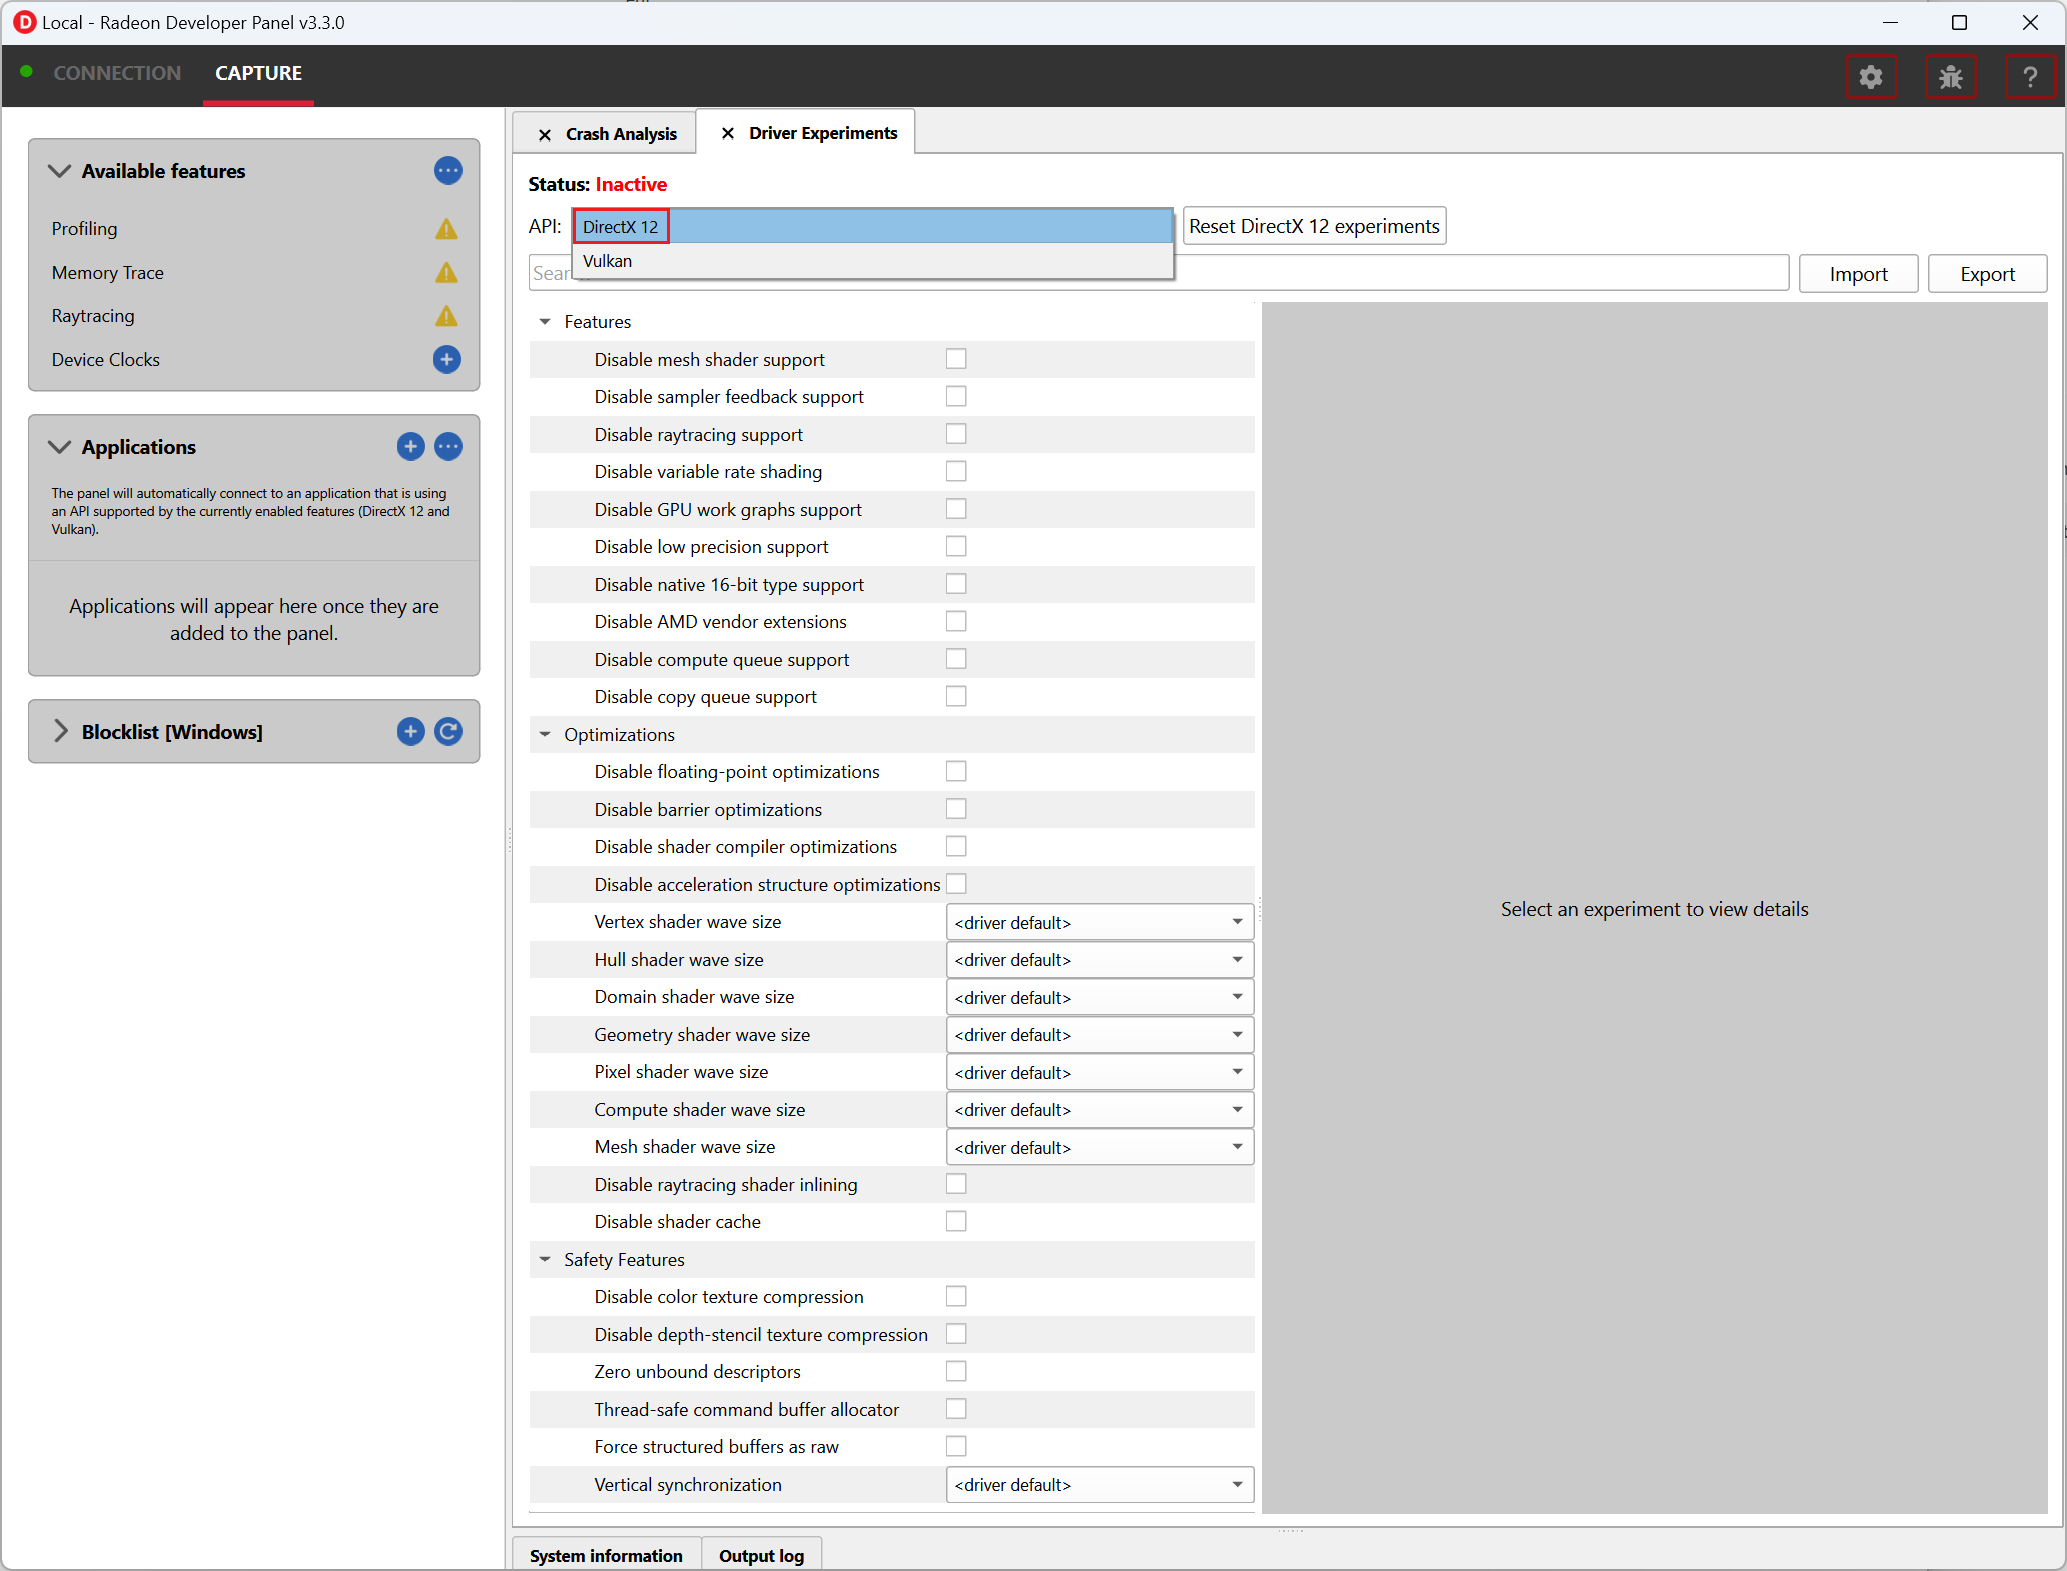 Local - Radeon Developer Panel v3.3.0
CONNECTION
CAPTURE
?
Available features
Profiling
Memory Trace
Raytracing
Device Clocks
Applications
The panel will automatically connect to an application that is using
an API supported by the currently enabled features (DirectX 12 and
Vulkan).
Applications will appear here once they are
added to the panel.
Blocklist [Windows]
Crash Analysis
Driver Experiments
Status: Inactive
API: DirectX 12
Reset DirectX 12 experiments
Vulkan
Import
Export
Features
Disable mesh shader support
Disable sampler feedback support
Disable raytracing support
Disable variable rate shading
Disable GPU work graphs support
Disable low precision support
Disable native 16-bit type support
Disable AMD vendor extensions
Disable compute queue support
Disable copy queue support
Optimizations
Disable floating-point optimizations
Disable barrier optimizations
Disable shader compiler optimizations
Disable acceleration structure optimizations
Vertex shader wave size <driver default>
Hull shader wave size <driver default>
Domain shader wave size <driver default>
Geometry shader wave size <driver default>
Pixel shader wave size <driver default>
Compute shader wave size <driver default>
Mesh shader wave size <driver default>
Disable raytracing shader inlining
Disable shader cache
Safety Features
Disable color texture compression
Disable depth-stencil texture compression
Zero unbound descriptors
Thread-safe command buffer allocator
Force structured buffers as raw
Vertical synchronization <driver default>
Select an experiment to view details
System information
Output log